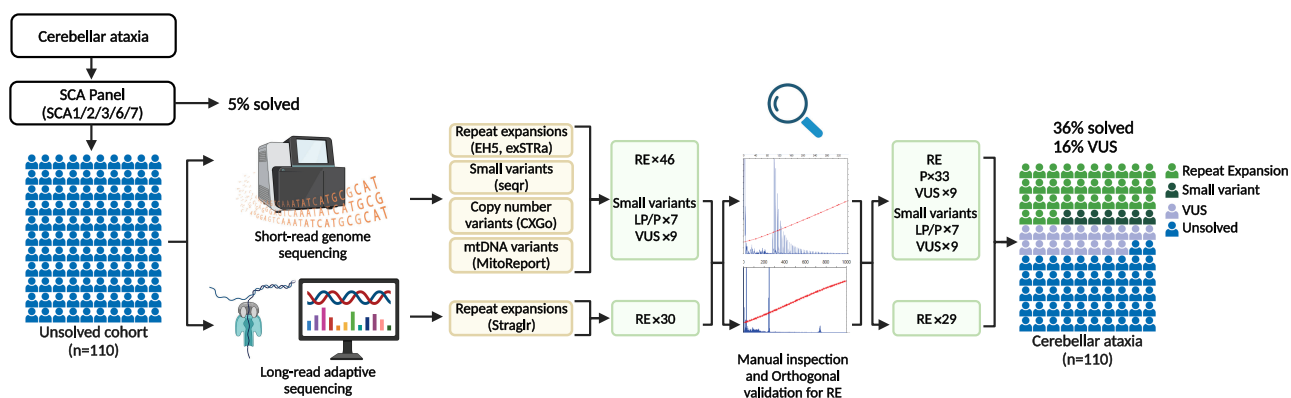 Cerebellar ataxia
SCA Panel
(SCA1/2/3/6/7)
5% solved
Unsolved cohort
(n=110)
Short-read genome
sequencing
Long-read adaptive
sequencing
Repeat expansions
(EH5, exSTRa)
Small variants
(seqr)
Copy number
variants (CXGo)
mtDNA variants
(MitoReport)
Repeat expansions
(Straglr)
RE×46
Small variants
LP/P×7
VUS×9
RE×30
Manual inspection
and Orthogonal
validation for RE
RE
P×33
VUS×9
Small variants
LP/P×7
VUS×9
RE×29
36% solved
16% VUS
Repeat Expansion
Small variant
VUS
Unsolved
Cerebellar ataxia
(n=110)